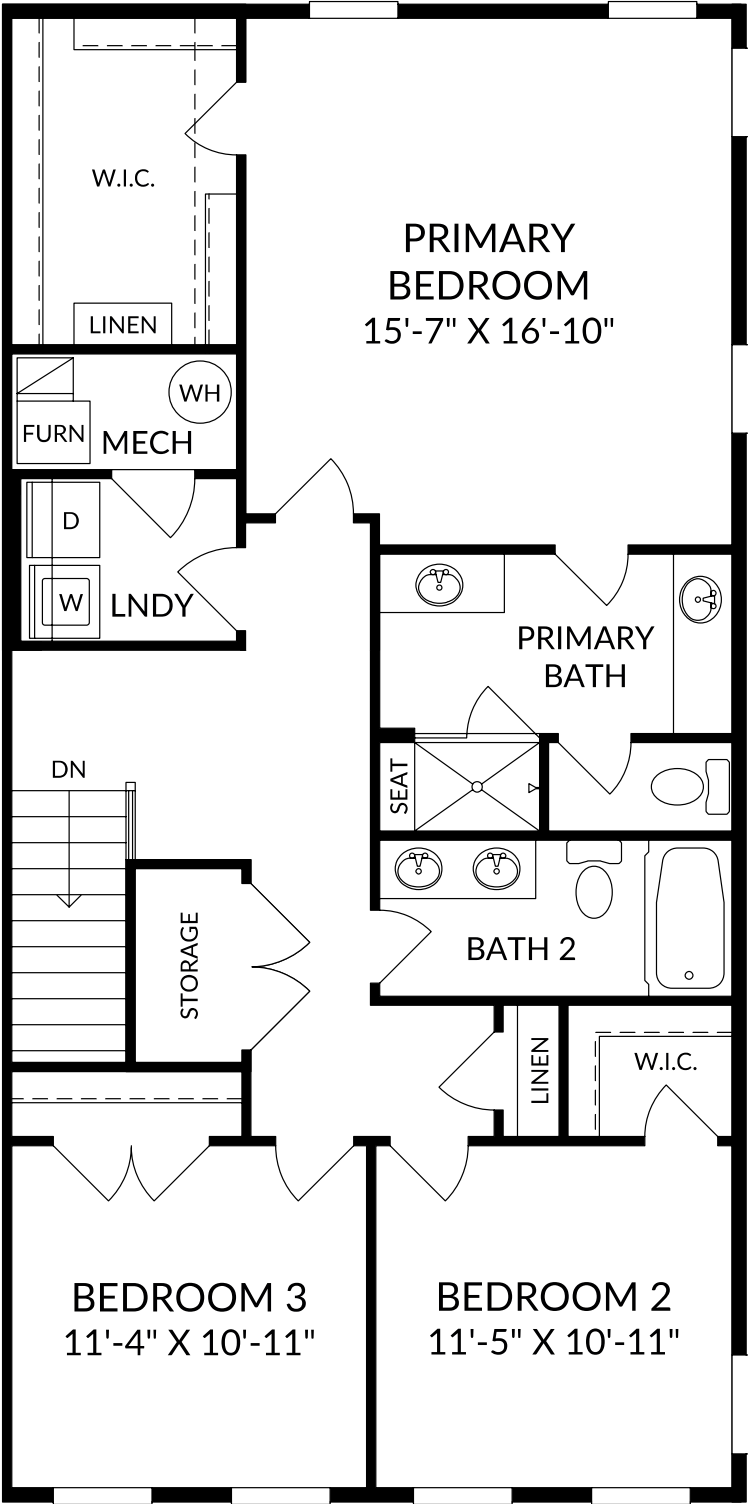 W.I.C.
PRIMARY
BEDROOM
15'-7" X 16'-10"
LINEN
WH
FURN
MECH
D
W
LNDY
PRIMARY
BATH
DN
SEAT
STORAGE
BATH 2
LINEN
W.I.C.
BEDROOM 3
11'-4" X 10'-11"
BEDROOM 2
11'-5" X 10'-11"